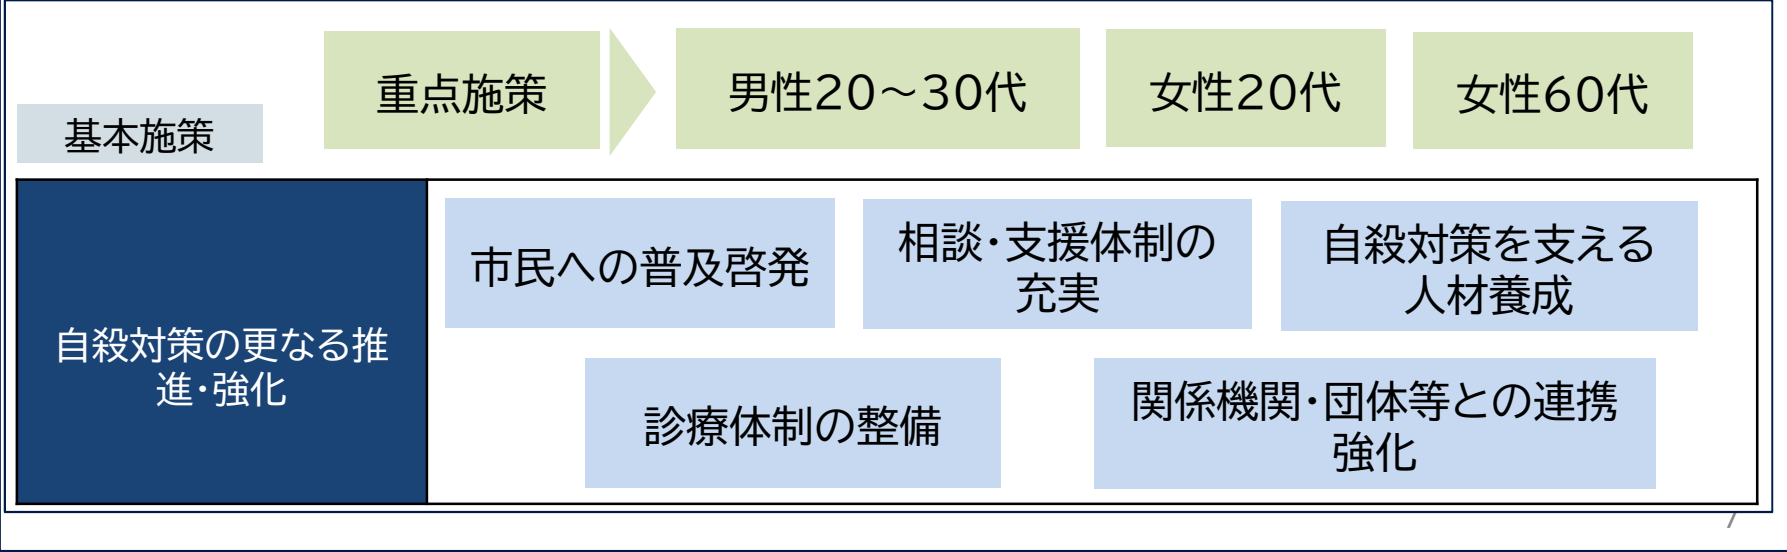 重点施策
男性20～30代
女性20代
女性60代
基本施策
自殺対策の更なる推
進・強化
市民への普及啓発
相談・支援体制の
充実
自殺対策を支える
人材養成
診療体制の整備
関係機関・団体等との連携
強化